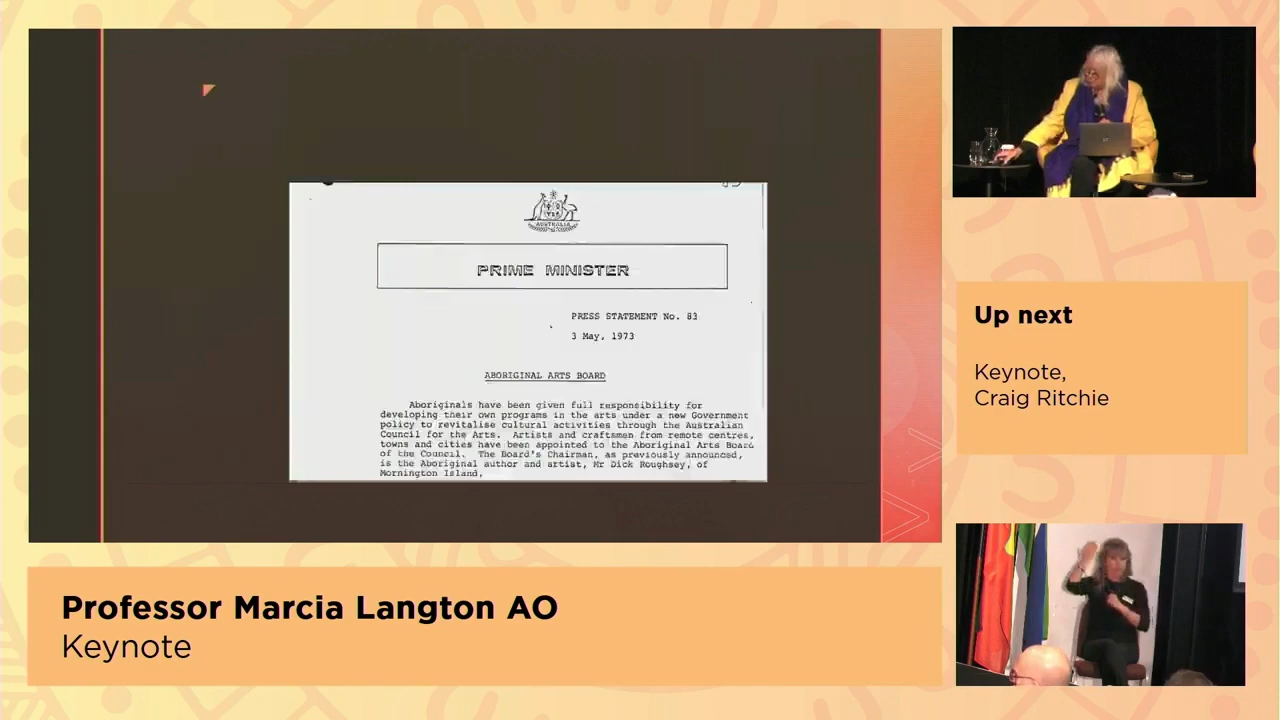 AUSTRALIA
PRIME MINISTER
PRESS STATEMENT No. 83
3 May, 1973
ABORIGINAL ARTS BOARD
Aboriginals have been given full responsibility for
developing their own programs in the arts under a new Government
policy to revitalise cultural activities through the Australian
Council for the Arts. Artists and craftsmen from remote centres,
towns and cities have been appointed to the Aboriginal Arts Board
of the Council. The Board's Chairman, as previously announced,
is the Aboriginal author and artist, Mr Dick Roughsey, of
Mornington Island.
Professor Marcia Langton AO
Keynote
Up next
Keynote,
Craig Ritchie